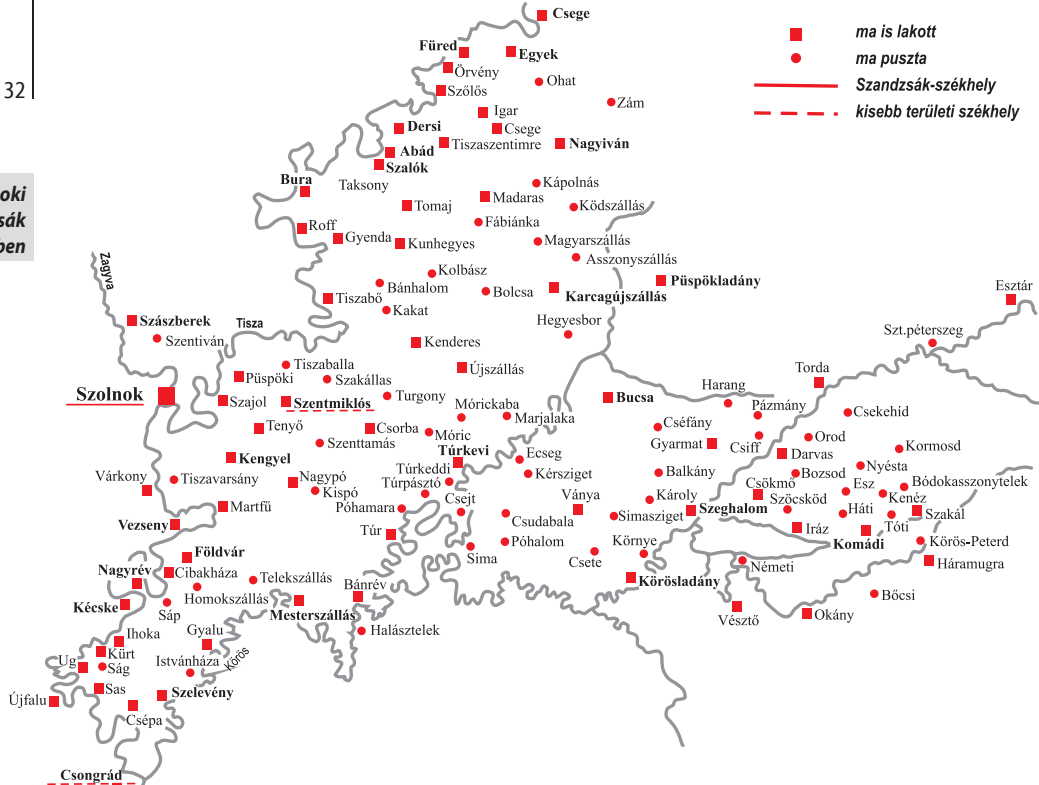 Csege
ma is lakott
Füred
Egyek
ma puszta
Örvény
Ohat
Szandzsák-székhely
32
Szőlős
Zám
kisebb területi székhely
Igar
Dersi
Csege
Tiszaszentimre
Nagyiván
Abád
Szalók
Bura
Taksony
Kápolnás
oki
sák
ben
Tomaj
Madaras
Ködszállás
Roff
Fábiánka
Gyenda
Kunhegyes
Magyarszállás
Asszonyszállás
Zagyva
Kolbász
Bánhalom
Bolcsa
Karcagújszállás
Püspökladány
Esztár
Tiszabő
Kakat
Szászberek
Tisza
Szentiván
Hegyesbor
Szt.péterszeg
Kenderes
Tiszaballa
Püspöki
Szakállas
Újszállás
Torda
Szolnok
Szajol
Szentmiklós
Turgony
Bucsa
Harang
Pázmány
Csekehíd
Mórickaba
Marjalaka
Tenyő
Csorba
Móric
Cséfány
Szenttamás
Gyarmat
Csiff
Orod
Kormosd
Túrkevi
Kengyel
Ecseg
Darvas
Nyésta
Várkony
Tiszavarsány
Nagypó
Túrkeddi
Kérsziget
Balkány
Bozsod
Bódokasszonytelek
Kispó
Túrpásztó
Csökmő
Esz
Kenéz
Martfű
Póhamara
Csejt
Ványa
Károly
Szöcsköd
Háti
Szakál
Vezseny
Csudabala
Simasziget
Szeghalom
Tóti
Túr
Iráz
Komádi
Földvár
Sima
Póhalom
Környe
Körös-Peterd
Nagyrév
Cibakháza
Telekszállás
Csete
Németi
Háramugra
Homokszállás
Bánrév
Körösladány
Kécske
Sáp
Mesterszállás
Bőcsi
Vésztő
Okány
Ihoka
Gyalu
Halásztelek
Kürt
Ug
Ság
Istvánháza
Körös
Sas
Szelevény
Újfalu
Csépa
Csongrád